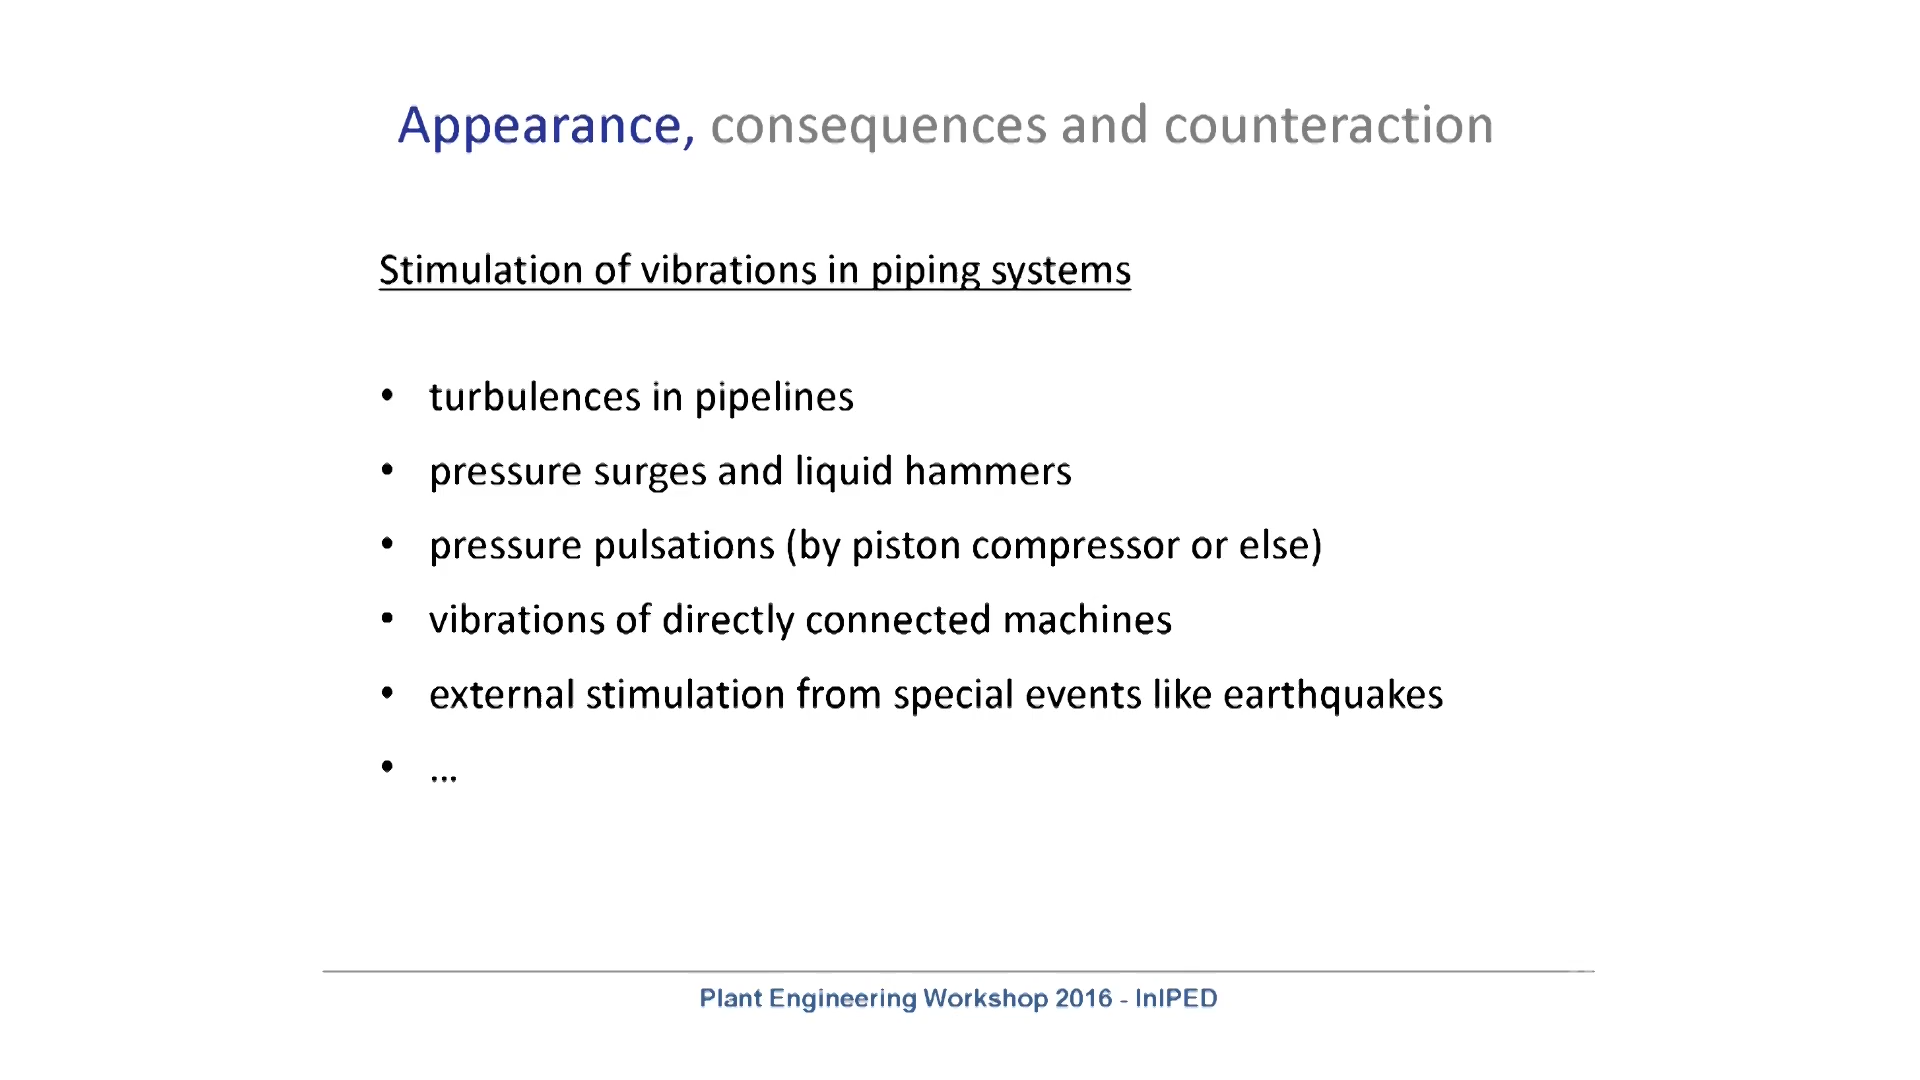 Appearance, consequences and counteraction
Stimulation of vibrations in piping systems
• turbulences in pipelines
• pressure surges and liquid hammers
• pressure pulsations (by piston compressor or else)
• vibrations of directly connected machines
• external stimulation from special events like earthquakes
• ...
Plant Engineering Workshop 2016 - InIPED